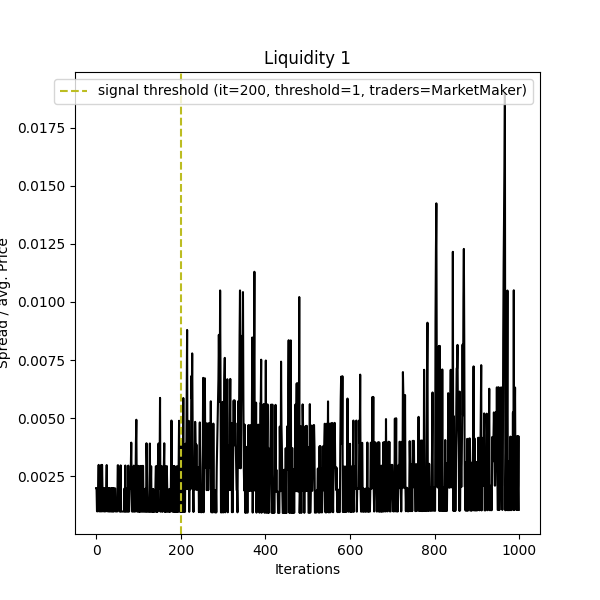 Liquidity 1
signal threshold (it=200, threshold=1, traders=MarketMaker)
0.0175
0.0150
0.0125
0.0100
0.0075
0.0050
0.0025
Spread / avg. Price
0 200 400 600 800 1000
Iterations